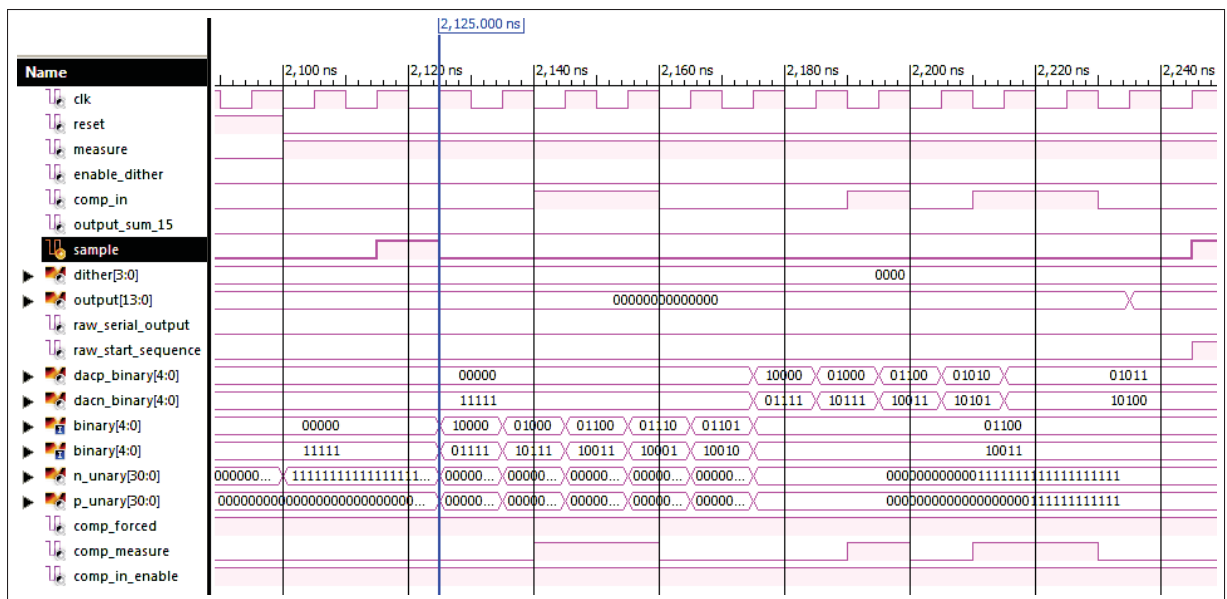 2,125.000 ns
Name 2,100 ns 2,120 ns 2,140 ns 2,160 ns 2,180 ns 2,200 ns 2,220 ns 2,240 ns
clk
reset
measure
enable_dither
comp_in
output_sum_15
sample
dither[3:0] 0000
output[13:0] 00000000000000
raw_serial_output
raw_start_sequence
dacp_binary[4:0] 00000 10000 01000 01100 01010 01011
dacn_binary[4:0] 11111 01111 10111 10011 10101 10100
binary[4:0] 00000 10000 01000 01100 01110 01101 01100
binary[4:0] 11111 01111 10111 10011 10001 10010 10011
n_unary[30:0] 000000... 1111111111111111111111... 00000... 00000... 00000... 00000... 00000... 0000000000001111111111111111111
p_unary[30:0] 0000000000000000000000000000... 00000... 00000... 00000... 00000... 00000... 0000000000000000000111111111111
comp_forced
comp_measure
comp_in_enable